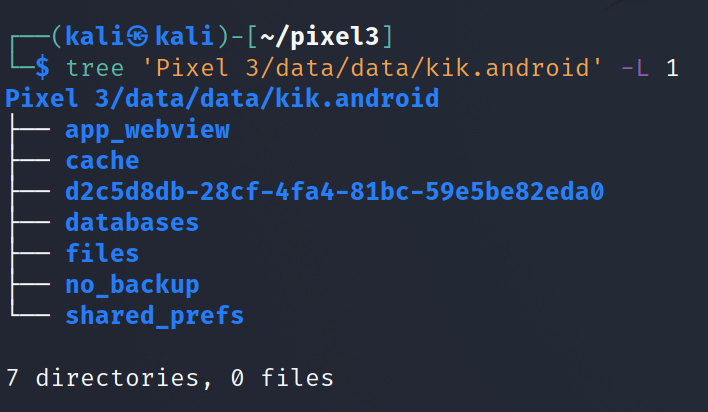 ┌──(kali㉿kali)-[~/pixel3]
└─$ tree 'Pixel 3/data/data/kik.android' -L 1
Pixel 3/data/data/kik.android
├── app_webview
├── cache
├── d2c5d8db-28cf-4fa4-81bc-59e5be82eda0
├── databases
├── files
├── no_backup
└── shared_prefs
7 directories, 0 files